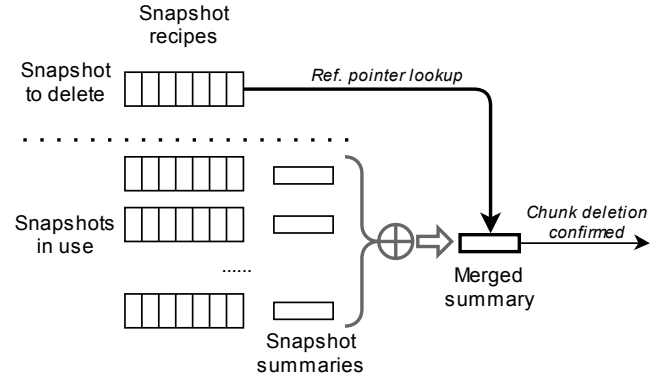 Snapshot
recipes
Snapshot
to delete
Ref. pointer lookup
Snapshots
in use
......
Chunk deletion
confirmed
Merged
summary
Snapshot
summaries